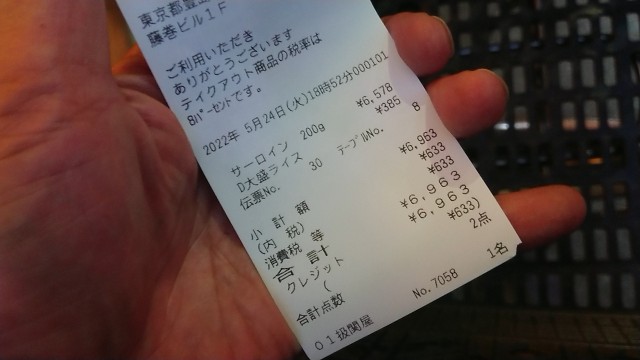 東京都豊島
藤巻ビル1F
ご利用いただき
ありがとうございます
テイクアウト商品の税率は
8パーセントです。
2022年 5月24日(火)18時52分000101
サーロイン 200g ¥6,578
D大盛ライス ¥385
伝票No. 30 テーブルNo. 8
小 計 額 ¥6,963
(内 税) ¥633
消費税 等 ¥633
合 計 ¥6,963
クレジット ¥6,963
( ¥633)
合計点数 2点
1名
01扱関屋 No.7058